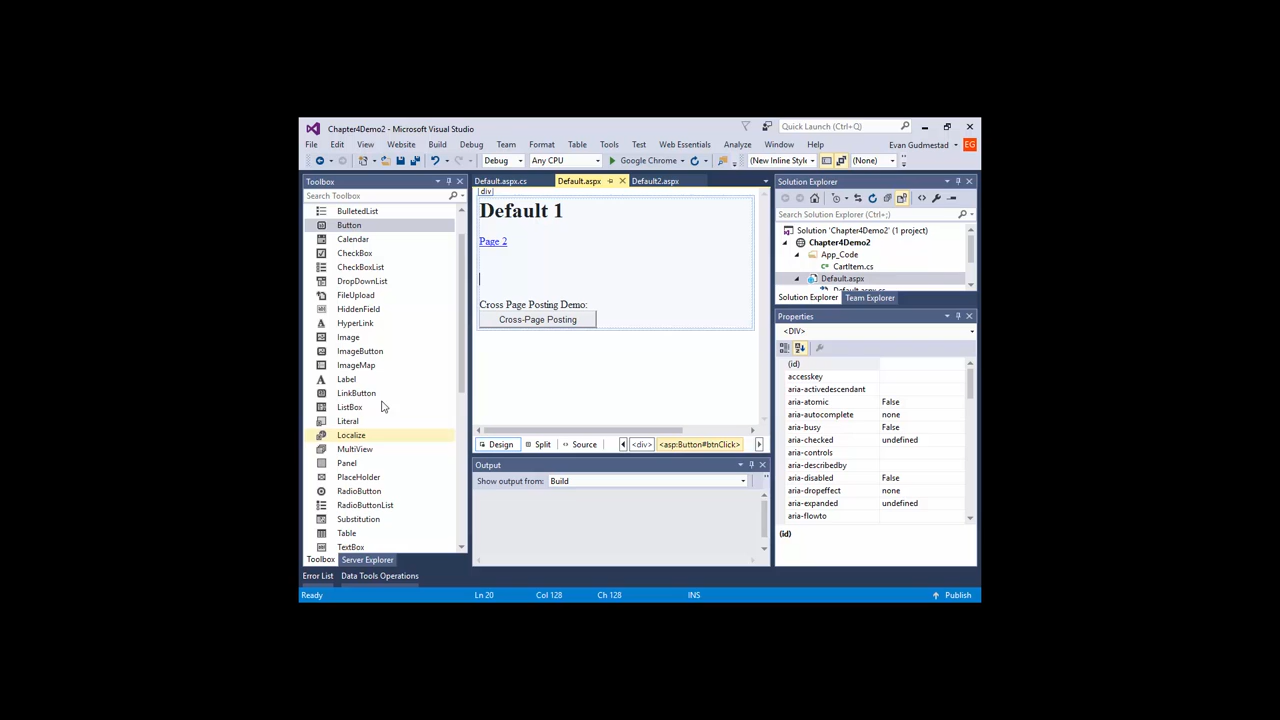 Chapter4Demo2 - Microsoft Visual Studio
Quick Launch (Ctrl+Q)
File Edit View Website Build Debug Team Format Table Tools Test Web Essentials Analyze Window Help
Evan Gudmestad EG
Debug Any CPU Google Chrome (New Inline Style (None)
Toolbox
Search Toolbox
BulletedList
Button
Calendar
CheckBox
CheckBoxList
DropDownList
FileUpload
HiddenField
HyperLink
Image
ImageButton
ImageMap
Label
LinkButton
ListBox
Literal
Localize
MultiView
Panel
PlaceHolder
RadioButton
RadioButtonList
Substitution
Table
TextBox
Toolbox Server Explorer
Error List Data Tools Operations
Default.aspx.cs Default.aspx Default2.aspx
div
Default 1
Page 2
Cross Page Posting Demo:
Cross-Page Posting
Design Split Source <div> <asp:Button#btnClick>
Output
Show output from: Build
Solution Explorer
Search Solution Explorer (Ctrl+;)
Solution 'Chapter4Demo2' (1 project)
Chapter4Demo2
App_Code
CartItem.cs
Default.aspx
Default.aspx.cs
Solution Explorer Team Explorer
Properties
<DIV>
(id)
accesskey
aria-activedescendant
aria-atomic False
aria-autocomplete none
aria-busy False
aria-checked undefined
aria-controls
aria-describedby
aria-disabled False
aria-dropeffect none
aria-expanded undefined
aria-flowto
(id)
Ready Ln 20 Col 128 Ch 128 INS Publish